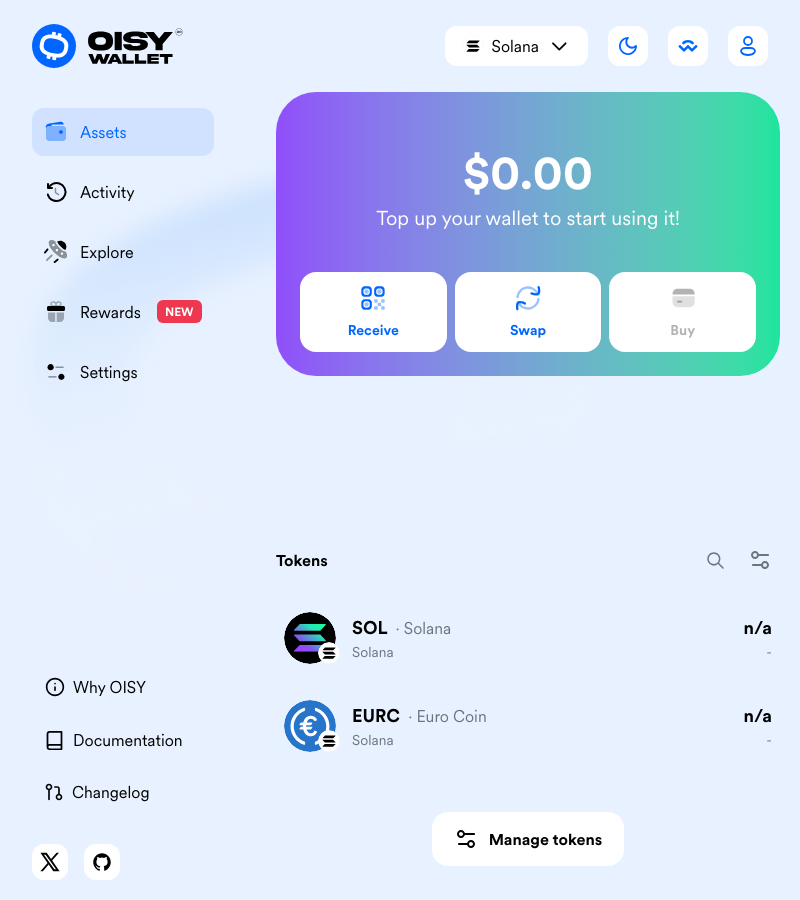 OISY
WALLET
Solana
Assets
Activity
Explore
Rewards NEW
Settings
$0.00
Top up your wallet to start using it!
Receive
Swap
Buy
Tokens
SOL · Solana
Solana
n/a
-
EURC · Euro Coin
Solana
n/a
-
Manage tokens
Why OISY
Documentation
Changelog